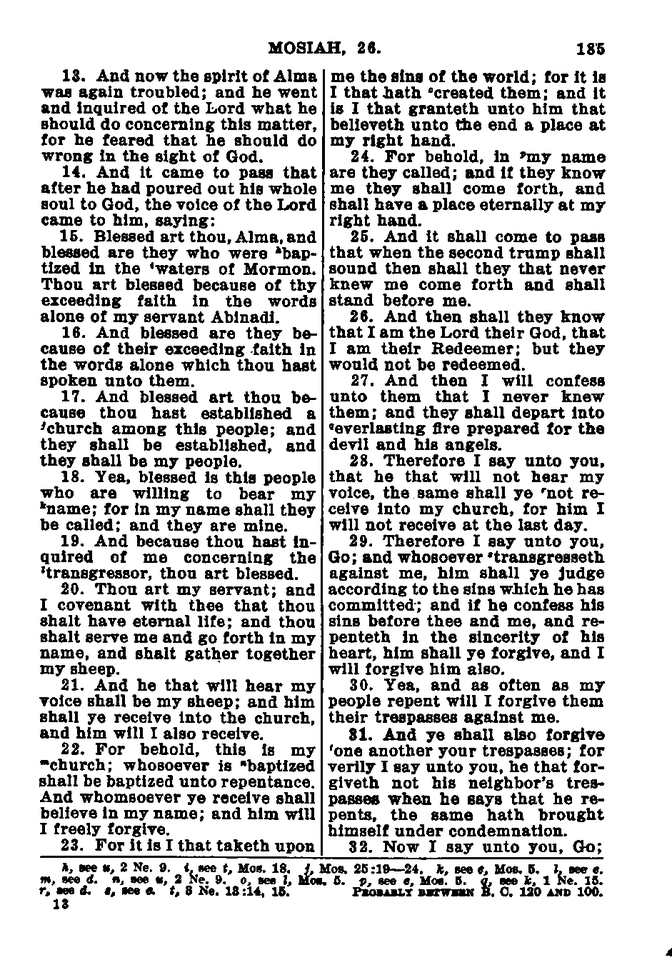 MOSIAH, 26.
185
13. And now the spirit of Alma
was again troubled; and he went
and inquired of the Lord what he
should do concerning this matter,
for he feared that he should do
wrong in the sight of God.
14. And it came to pass that
after he had poured out his whole
soul to God, the voice of the Lord
came to him, saying:
15. Blessed art thou, Alma, and
blessed are they who were ʰbap-
tized in the ⁱwaters of Mormon.
Thou art blessed because of thy
exceeding faith in the words
alone of my servant Abinadi.
16. And blessed are they be-
cause of their exceeding faith in
the words alone which thou hast
spoken unto them.
17. And blessed art thou be-
cause thou hast established a
ʲchurch among this people; and
they shall be established, and
they shall be my people.
18. Yea, blessed is this people
who are willing to bear my
ᵏname; for in my name shall they
be called; and they are mine.
19. And because thou hast in-
quired of me concerning the
ˡtransgressor, thou art blessed.
20. Thou art my servant; and
I covenant with thee that thou
shalt have eternal life; and thou
shalt serve me and go forth in my
name, and shalt gather together
my sheep.
21. And he that will hear my
voice shall be my sheep; and him
shall ye receive into the church,
and him will I also receive.
22. For behold, this is my
ᵐchurch; whosoever is ⁿbaptized
shall be baptized unto repentance.
And whomsoever ye receive shall
believe in my name; and him will
I freely forgive.
23. For it is I that taketh upon
me the sins of the world; for it is
I that hath ᵒcreated them; and it
is I that granteth unto him that
believeth unto the end a place at
my right hand.
24. For behold, in ᵖmy name
are they called; and if they know
me they shall come forth, and
shall have a place eternally at my
right hand.
25. And it shall come to pass
that when the second trump shall
sound then shall they that never
knew me come forth and shall
stand before me.
26. And then shall they know
that I am the Lord their God, that
I am their Redeemer; but they
would not be redeemed.
27. And then I will confess
unto them that I never knew
them; and they shall depart into
qeverlasting fire prepared for the
devil and his angels.
28. Therefore I say unto you,
that he that will not hear my
voice, the same shall ye ʳnot re-
ceive into my church, for him I
will not receive at the last day.
29. Therefore I say unto you,
Go; and whosoever ˢtransgresseth
against me, him shall ye judge
according to the sins which he has
committed; and if he confess his
sins before thee and me, and re-
penteth in the sincerity of his
heart, him shall ye forgive, and I
will forgive him also.
30. Yea, and as often as my
people repent will I forgive them
their trespasses against me.
31. And ye shall also forgive
ᵗone another your trespasses; for
verily I say unto you, he that for-
giveth not his neighbor's tres-
passes when he says that he re-
pents, the same hath brought
himself under condemnation.
32. Now I say unto you, Go;
h, see u, 2 Ne. 9. i, see t, Mos. 18. j, Mos. 25:19—24. k, see e, Mos. 5. l, see e.
m, see d. n, see u, 2 Ne. 9. o, see l, Mos. 5. p, see e, Mos. 5. q, see k, 1 Ne. 15.
r, see d. s, see e. t, 3 Ne. 13:14, 15. PROBABLY BETWEEN B. C. 120 AND 100.
13